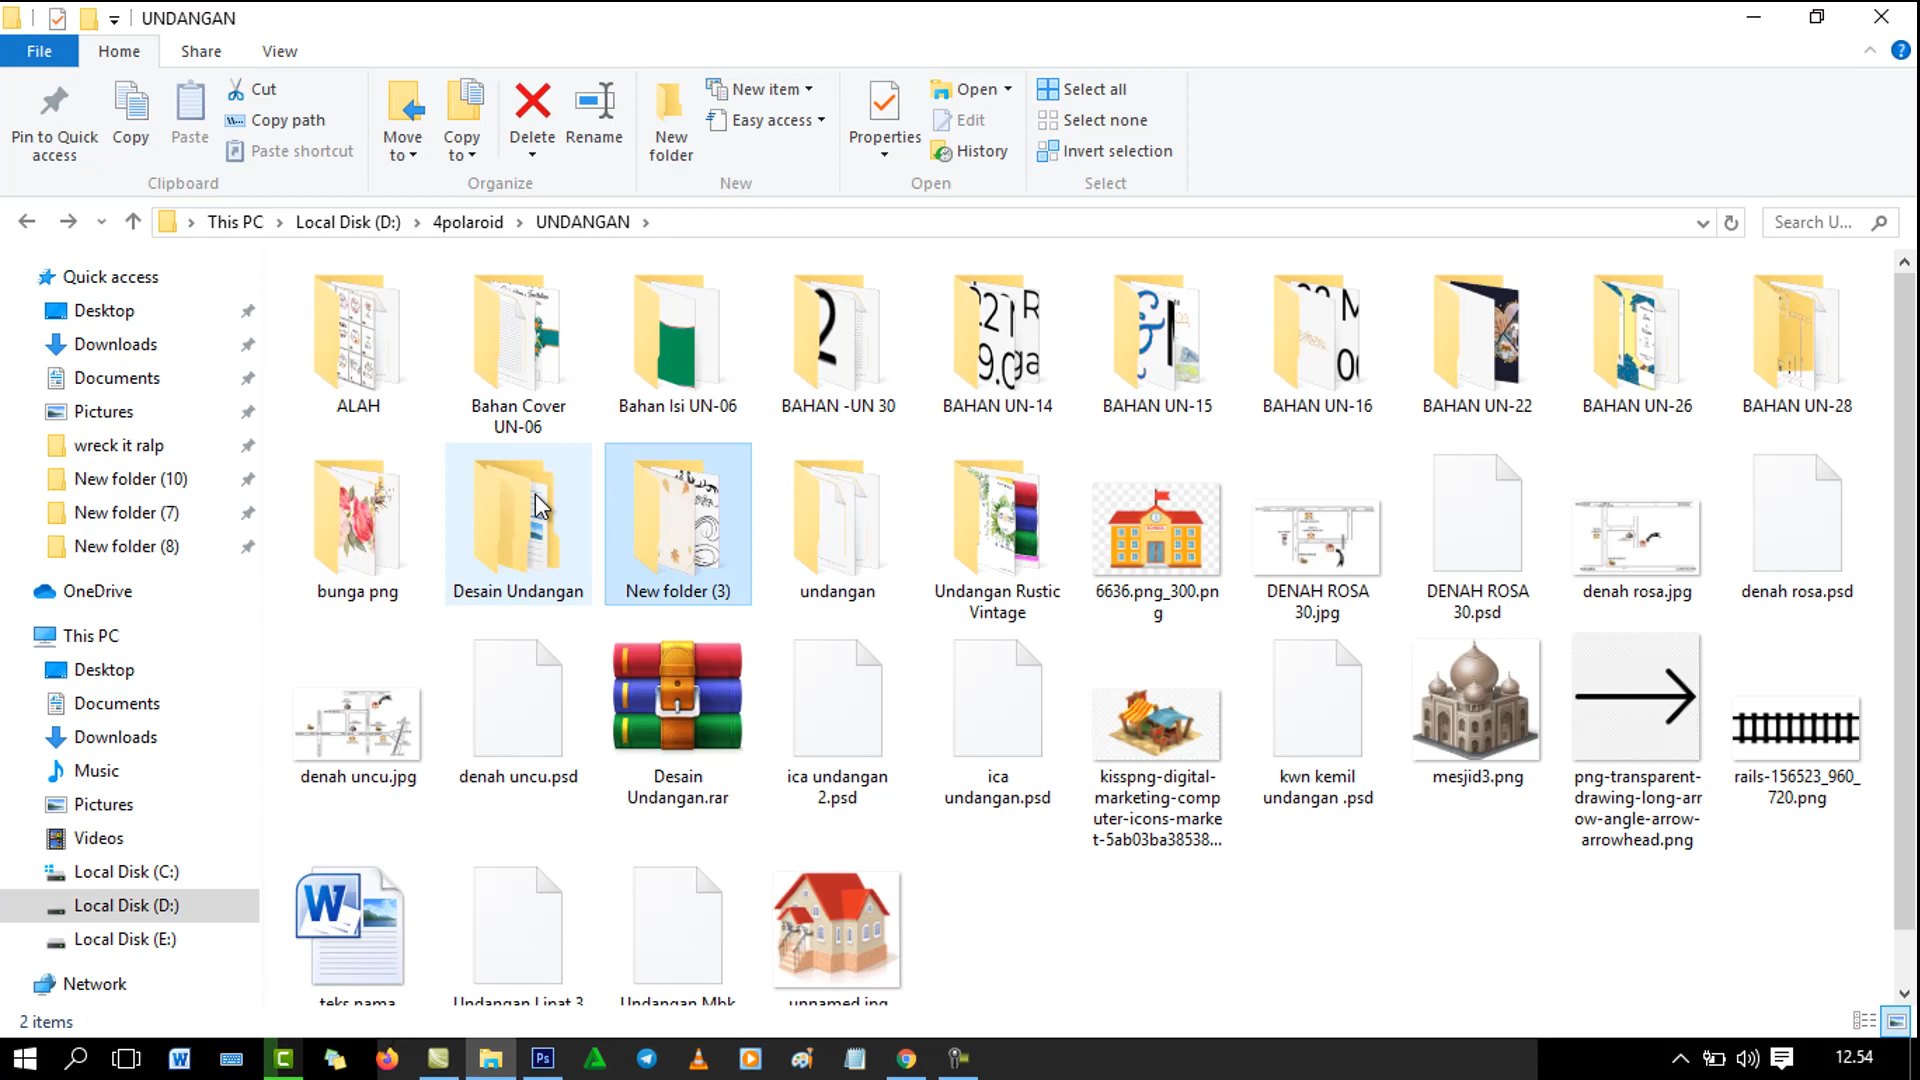 UNDANGAN
File
Home
Share
View
Pin to Quick access
Copy
Paste
Cut
Copy path
Paste shortcut
Clipboard
Move to
Copy to
Delete
Rename
Organize
New folder
New item
Easy access
New
Properties
Open
Edit
History
Open
Select all
Select none
Invert selection
Select
This PC
Local Disk (D:)
4polaroid
UNDANGAN
Search U...
Quick access
Desktop
Downloads
Documents
Pictures
wreck it ralp
New folder (10)
New folder (7)
New folder (8)
OneDrive
This PC
Desktop
Documents
Downloads
Music
Pictures
Videos
Local Disk (C:)
Local Disk (D:)
Local Disk (E:)
Network
ALAH
Bahan Cover
UN-06
Bahan Isi UN-06
BAHAN -UN 30
BAHAN UN-14
BAHAN UN-15
BAHAN UN-16
BAHAN UN-22
BAHAN UN-26
BAHAN UN-28
bunga png
Desain Undangan
New folder (3)
undangan
Undangan Rustic
Vintage
6636.png_300.pn
g
DENAH ROSA
30.jpg
DENAH ROSA
30.psd
denah rosa.jpg
denah rosa.psd
denah uncu.jpg
denah uncu.psd
Desain
Undangan.rar
ica undangan
2.psd
ica
undangan.psd
kisspng-digital-
marketing-comp
uter-icons-marke
t-5ab03ba38538...
kwn kemil
undangan .psd
mesjid3.png
png-transparent-
drawing-long-arr
ow-angle-arrow-
arrowhead.png
rails-156523_960_
720.png
teks nama
Undangan Lipat 3
Undangan Mbk
unnamed.jpg
2 items
12.54